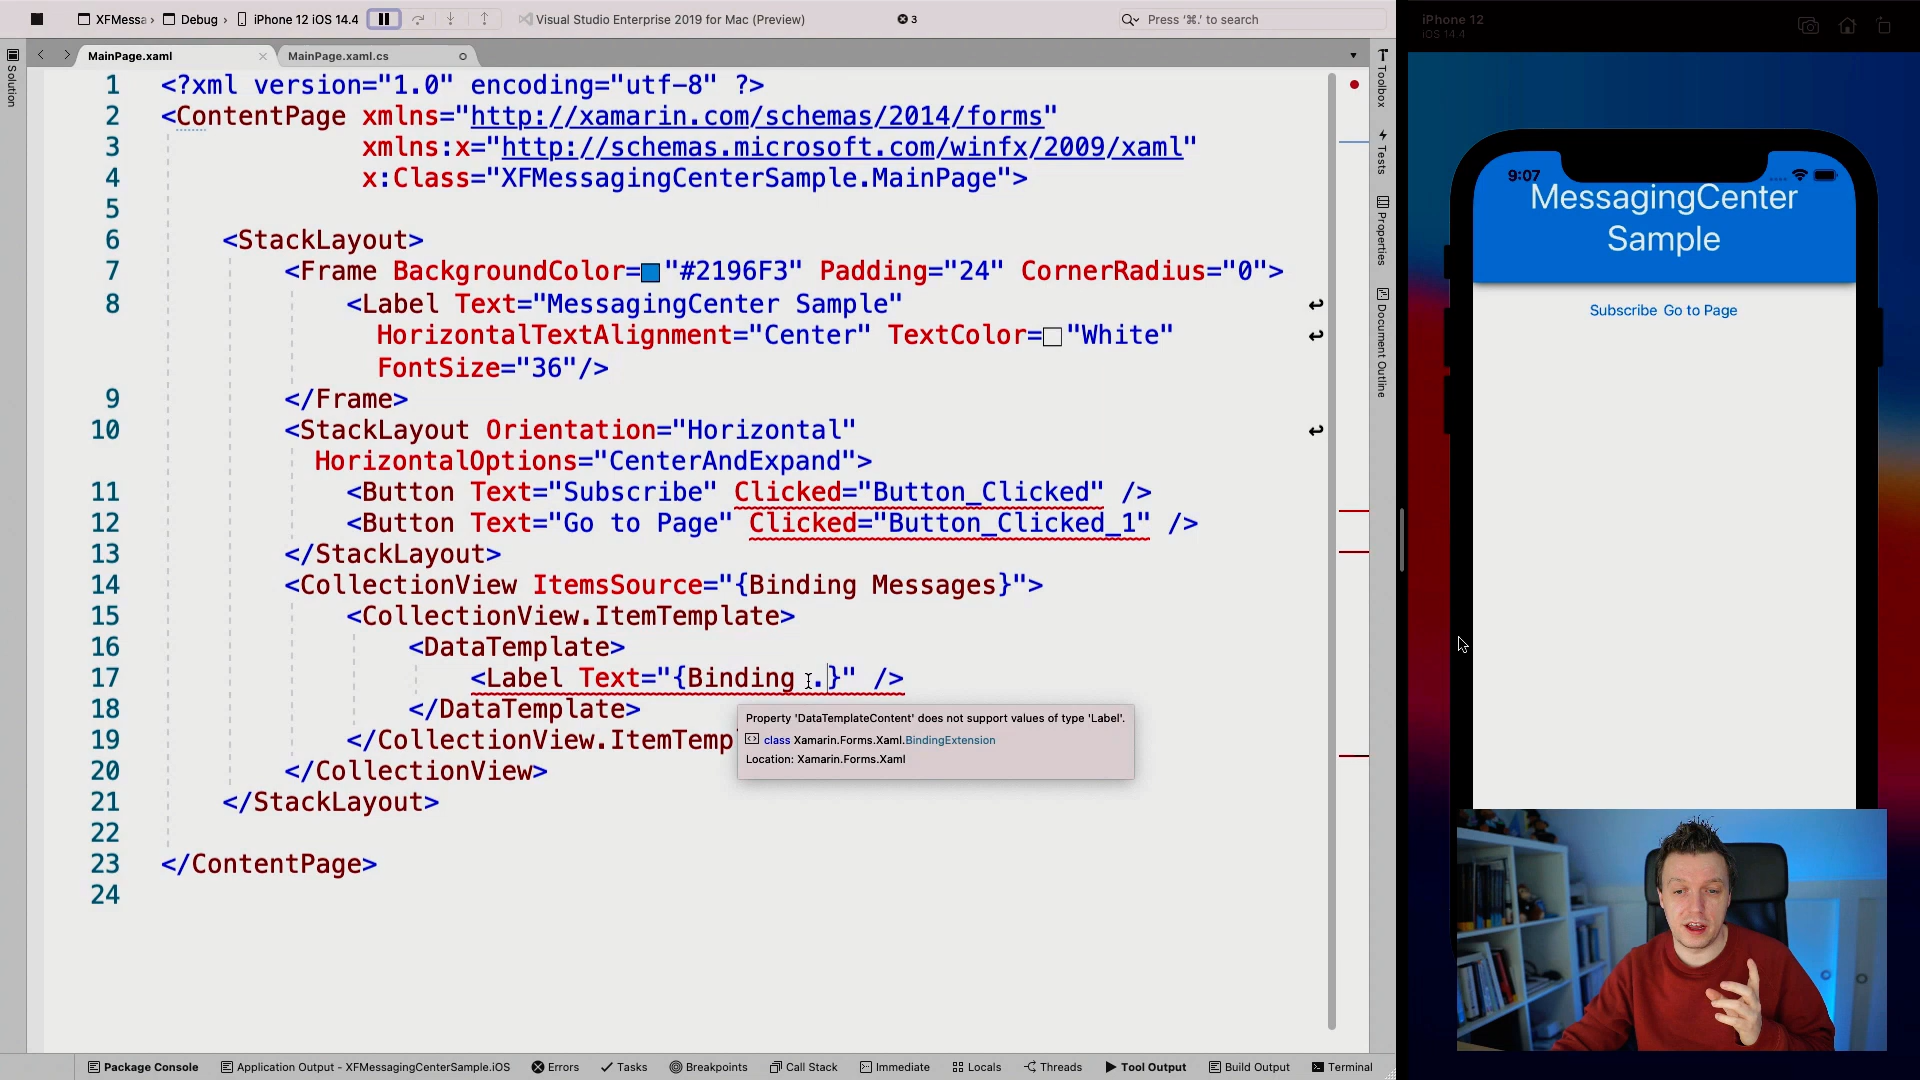 XFMessa › Debug › iPhone 12 iOS 14.4
Visual Studio Enterprise 2019 for Mac (Preview)
3
Press '⌘.' to search
MainPage.xaml
MainPage.xaml.cs
Solution
1 <?xml version="1.0" encoding="utf-8" ?>
2 <ContentPage xmlns="http://xamarin.com/schemas/2014/forms"
3 xmlns:x="http://schemas.microsoft.com/winfx/2009/xaml"
4 x:Class="XFMessagingCenterSample.MainPage">
5
6 <StackLayout>
7 <Frame BackgroundColor="#2196F3" Padding="24" CornerRadius="0">
8 <Label Text="MessagingCenter Sample"
HorizontalTextAlignment="Center" TextColor="White"
FontSize="36"/>
9 </Frame>
10 <StackLayout Orientation="Horizontal"
HorizontalOptions="CenterAndExpand">
11 <Button Text="Subscribe" Clicked="Button_Clicked" />
12 <Button Text="Go to Page" Clicked="Button_Clicked_1" />
13 </StackLayout>
14 <CollectionView ItemsSource="{Binding Messages}">
15 <CollectionView.ItemTemplate>
16 <DataTemplate>
17 <Label Text="{Binding .}" />
18 </DataTemplate>
19 </CollectionView.ItemTemp
20 </CollectionView>
21 </StackLayout>
22
23 </ContentPage>
24
Property 'DataTemplateContent' does not support values of type 'Label'.
class Xamarin.Forms.Xaml.BindingExtension
Location: Xamarin.Forms.Xaml
Toolbox
Tests
Properties
Document Outline
Package Console
Application Output - XFMessagingCenterSample.iOS
Errors
Tasks
Breakpoints
Call Stack
Immediate
Locals
Threads
Tool Output
Build Output
Terminal
iPhone 12
iOS 14.4
9:07
MessagingCenter
Sample
Subscribe Go to Page